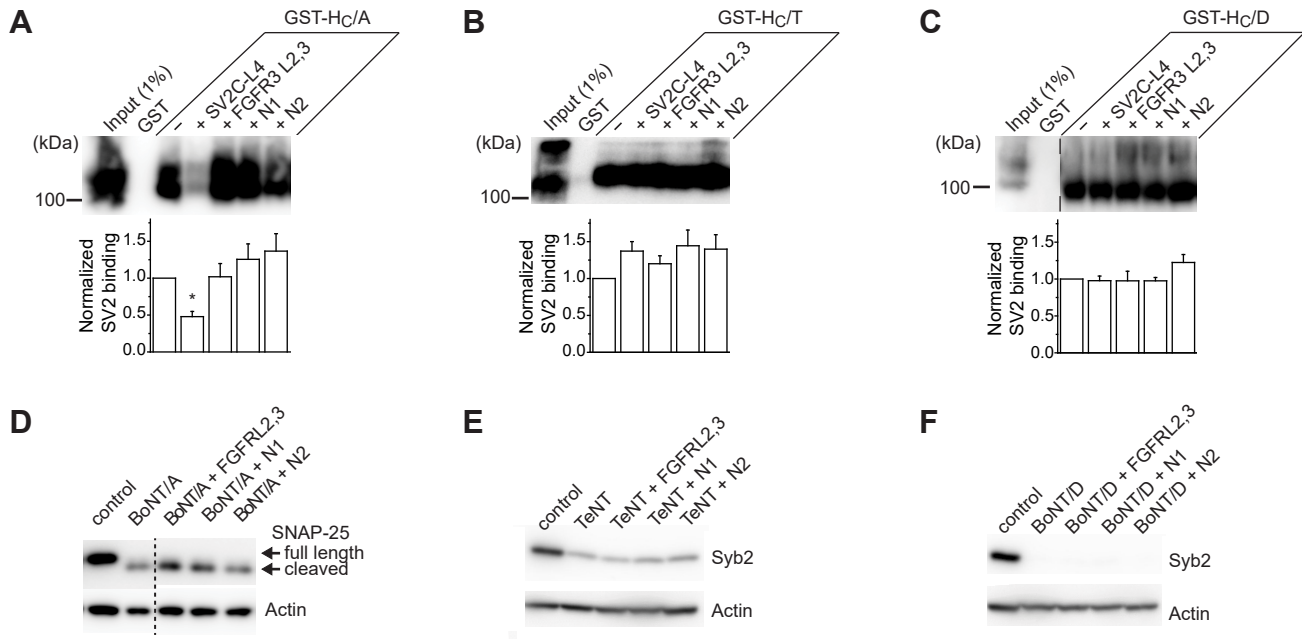 A
GST-HC/A
Input (1%)
GST
–
+ SV2C-L4
+ FGFR3 L2,3
+ N1
+ N2
(kDa)
100
Normalized
SV2 binding
1.5
1.0
0.5
0.0
*
B
GST-HC/T
Input (1%)
GST
–
+ SV2C-L4
+ FGFR3 L2,3
+ N1
+ N2
(kDa)
100
Normalized
SV2 binding
1.5
1.0
0.5
0.0
C
GST-HC/D
Input (1%)
GST
–
+ SV2C-L4
+ FGFR3 L2,3
+ N1
+ N2
(kDa)
100
Normalized
SV2 binding
1.5
1.0
0.5
0.0
D
control
BoNT/A
BoNT/A + FGFRL2,3
BoNT/A + N1
BoNT/A + N2
SNAP-25
full length
cleaved
Actin
E
control
TeNT
TeNT + FGFRL2,3
TeNT + N1
TeNT + N2
Syb2
Actin
F
control
BoNT/D
BoNT/D + FGFRL2,3
BoNT/D + N1
BoNT/D + N2
Syb2
Actin